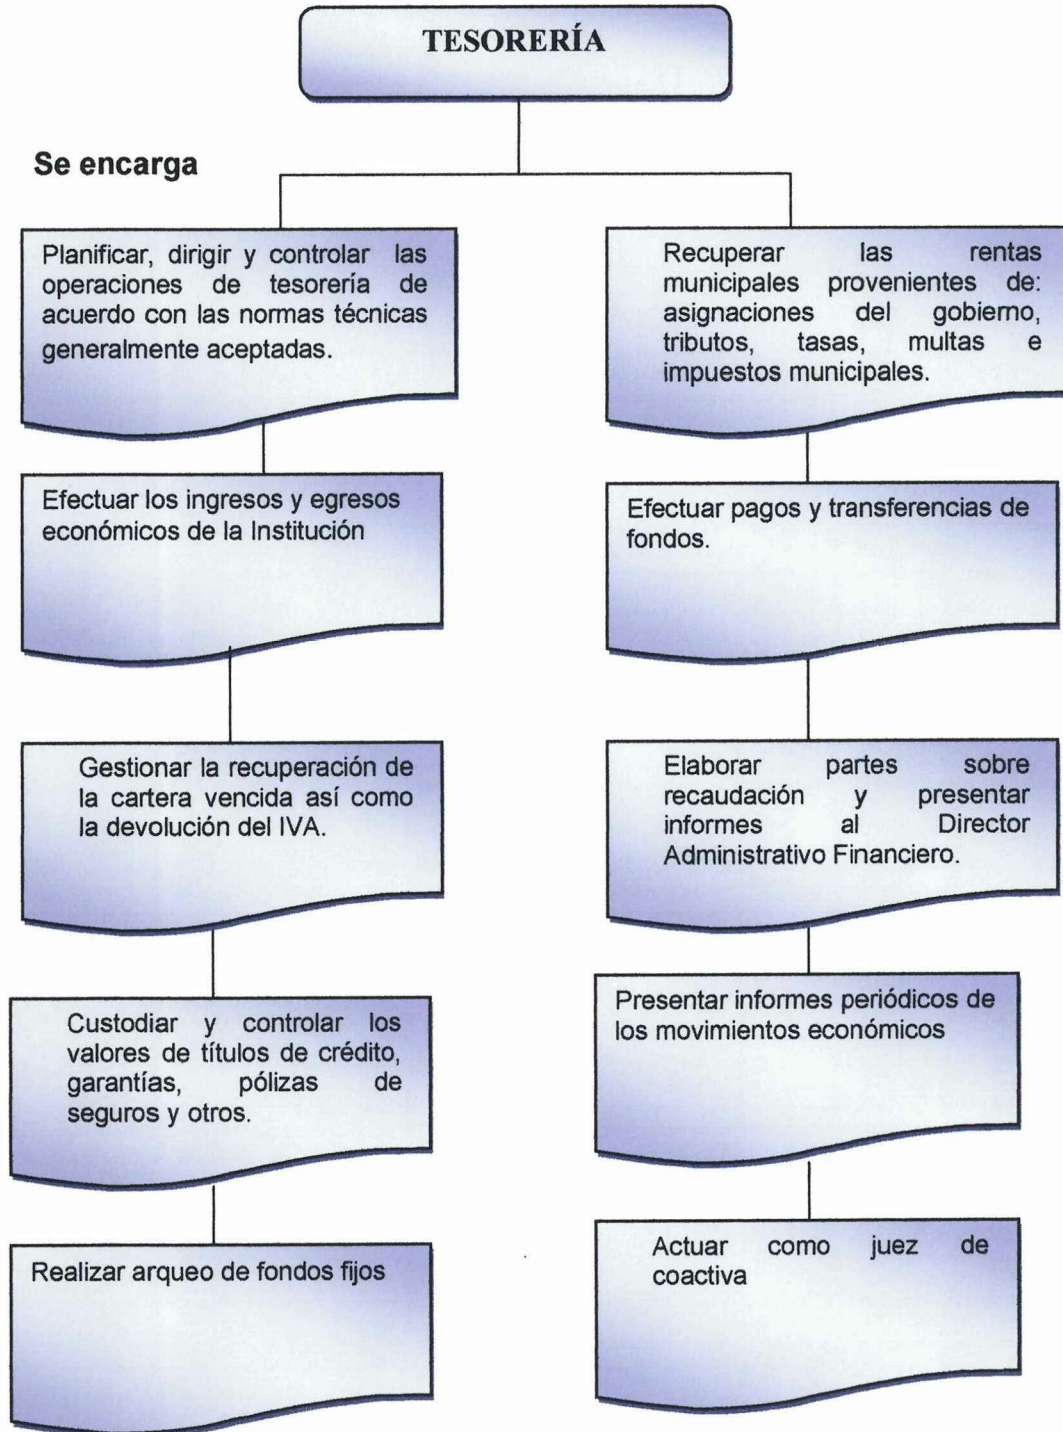 TESORERÍA
Se encarga
Planificar, dirigir y controlar las
operaciones de tesorería de
acuerdo con las normas técnicas
generalmente aceptadas.
Efectuar los ingresos y egresos
económicos de la Institución
Gestionar la recuperación de
la cartera vencida así como
la devolución del IVA.
Custodiar y controlar los
valores de títulos de crédito,
garantías, pólizas de
seguros y otros.
Realizar arqueo de fondos fijos
Recuperar las rentas
municipales provenientes de:
asignaciones del gobierno,
tributos, tasas, multas e
impuestos municipales.
Efectuar pagos y transferencias de
fondos.
Elaborar partes sobre
recaudación y presentar
informes al Director
Administrativo Financiero.
Presentar informes periódicos de
los movimientos económicos
Actuar como juez de
coactiva